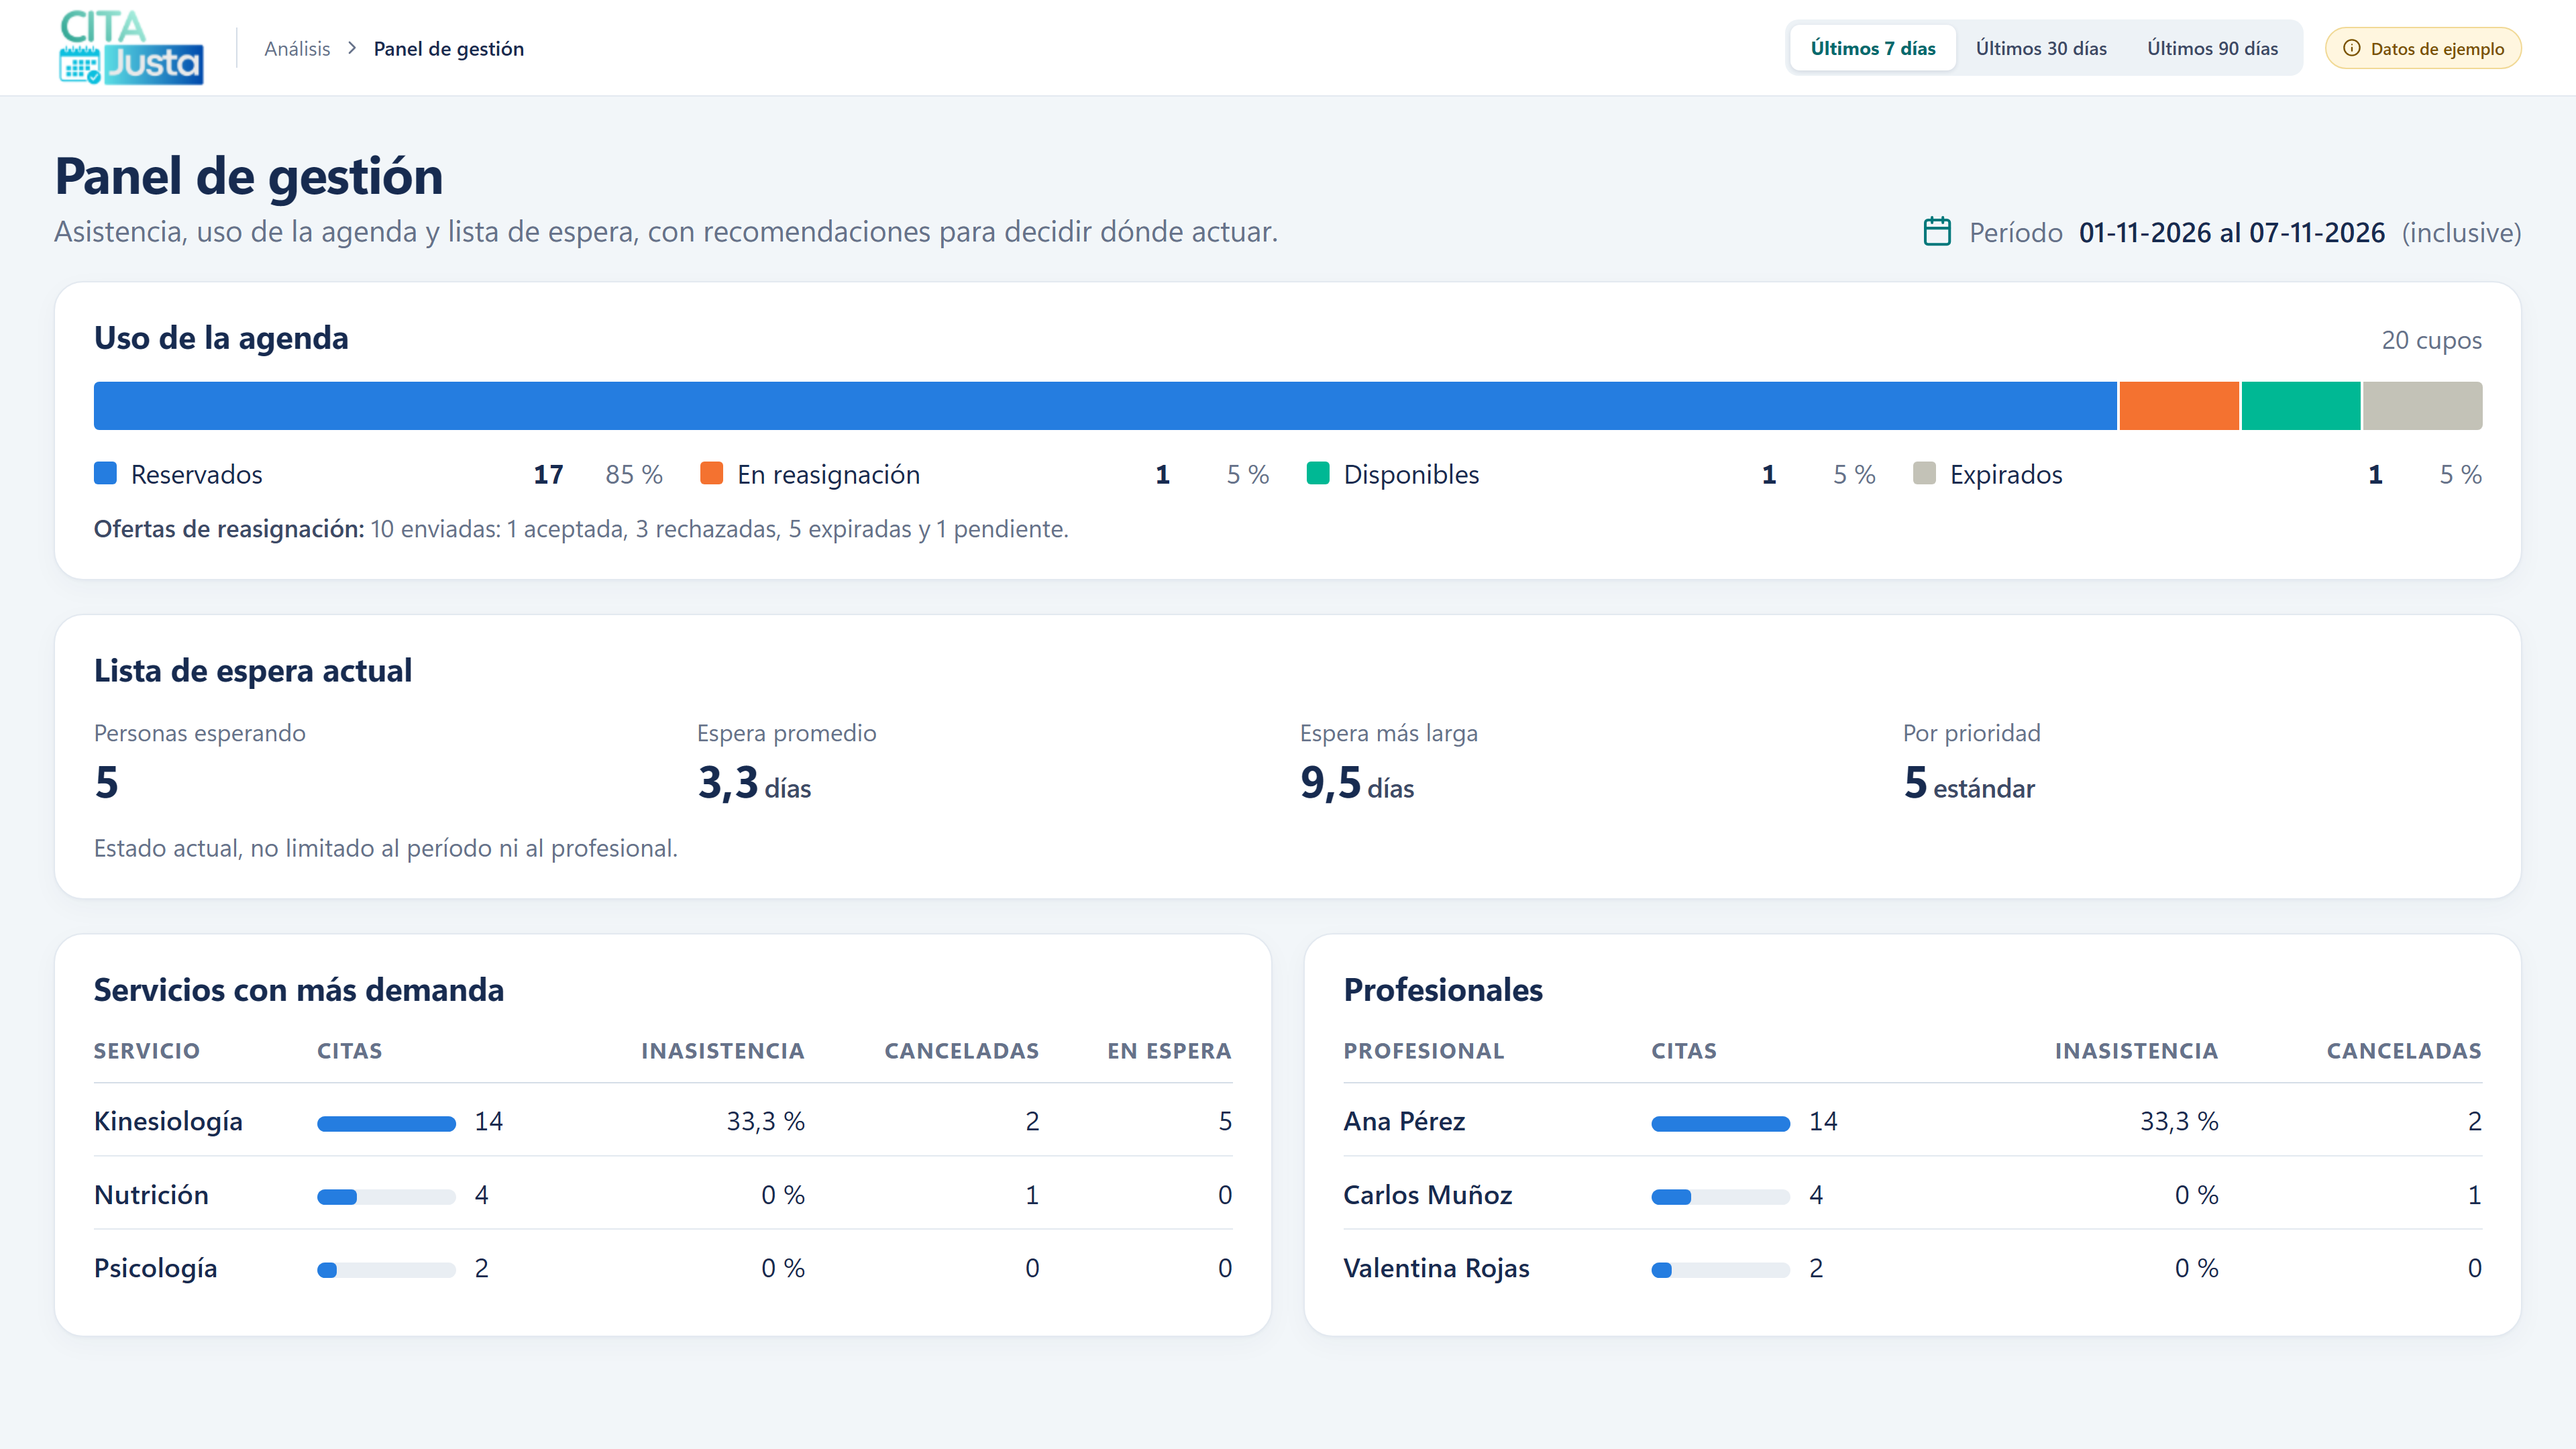 CITA
Justa
Análisis > Panel de gestión
Últimos 7 días Últimos 30 días Últimos 90 días
Datos de ejemplo
Panel de gestión
Asistencia, uso de la agenda y lista de espera, con recomendaciones para decidir dónde actuar.
Período 01-11-2026 al 07-11-2026 (inclusive)
Uso de la agenda
20 cupos
Reservados 17 85 % En reasignación 1 5 % Disponibles 1 5 % Expirados 1 5 %
Ofertas de reasignación: 10 enviadas: 1 aceptada, 3 rechazadas, 5 expiradas y 1 pendiente.
Lista de espera actual
Personas esperando Espera promedio Espera más larga Por prioridad
5 3,3 días 9,5 días 5 estándar
Estado actual, no limitado al período ni al profesional.
Servicios con más demanda
SERVICIO CITAS INASISTENCIA CANCELADAS EN ESPERA
Kinesiología 14 33,3 % 2 5
Nutrición 4 0 % 1 0
Psicología 2 0 % 0 0
Profesionales
PROFESIONAL CITAS INASISTENCIA CANCELADAS
Ana Pérez 14 33,3 % 2
Carlos Muñoz 4 0 % 1
Valentina Rojas 2 0 % 0